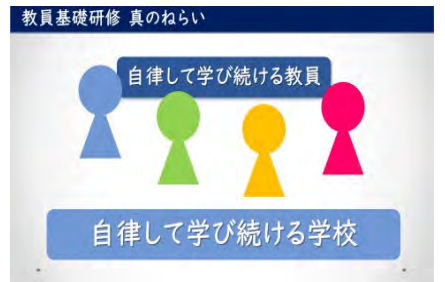 教員基礎研修 真のねらい
自律して学び続ける教員
自律して学び続ける学校